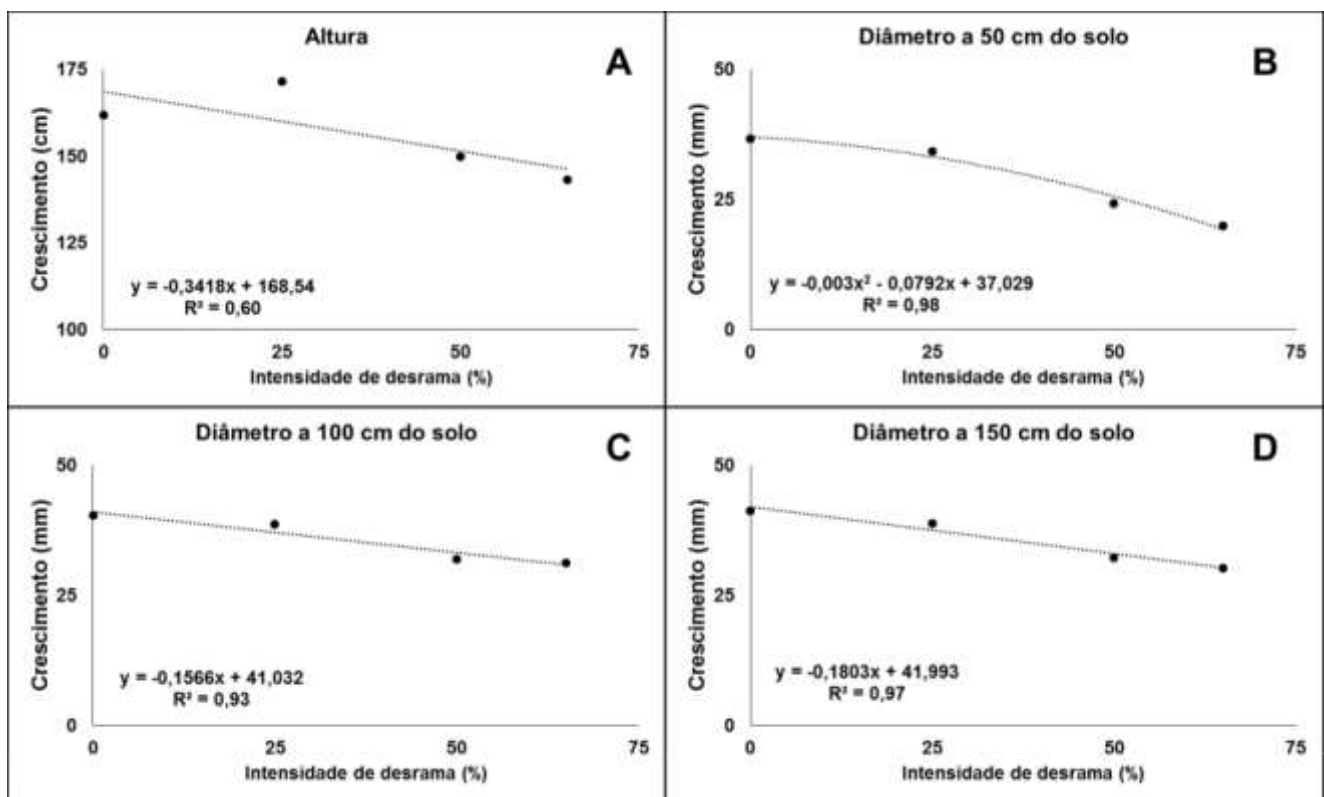 Altura
A
Crescimento (cm)
175
150
125
100
y = -0,3418x + 168,54
R² = 0,60
0 25 50 75
Intensidade de desrama (%)
Diâmetro a 50 cm do solo
B
Crescimento (mm)
50
25
0
y = -0,003x² - 0,0792x + 37,029
R² = 0,98
0 25 50 75
Intensidade de desrama (%)
Diâmetro a 100 cm do solo
C
Crescimento (mm)
50
25
0
y = -0,1566x + 41,032
R² = 0,93
0 25 50 75
Intensidade de desrama (%)
Diâmetro a 150 cm do solo
D
Crescimento (mm)
50
25
0
y = -0,1803x + 41,993
R² = 0,97
0 25 50 75
Intensidade de desrama (%)